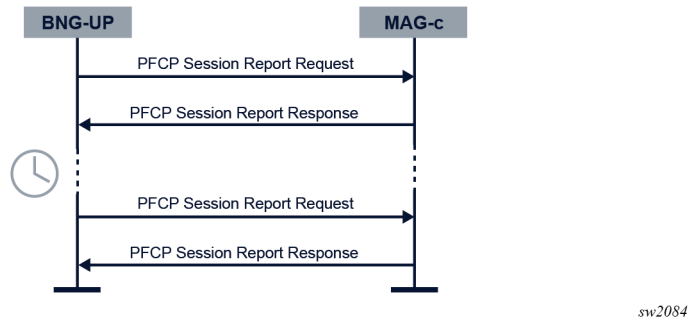 BNG-UP
MAG-c
PFCP Session Report Request
PFCP Session Report Response
PFCP Session Report Request
PFCP Session Report Response
sw2084